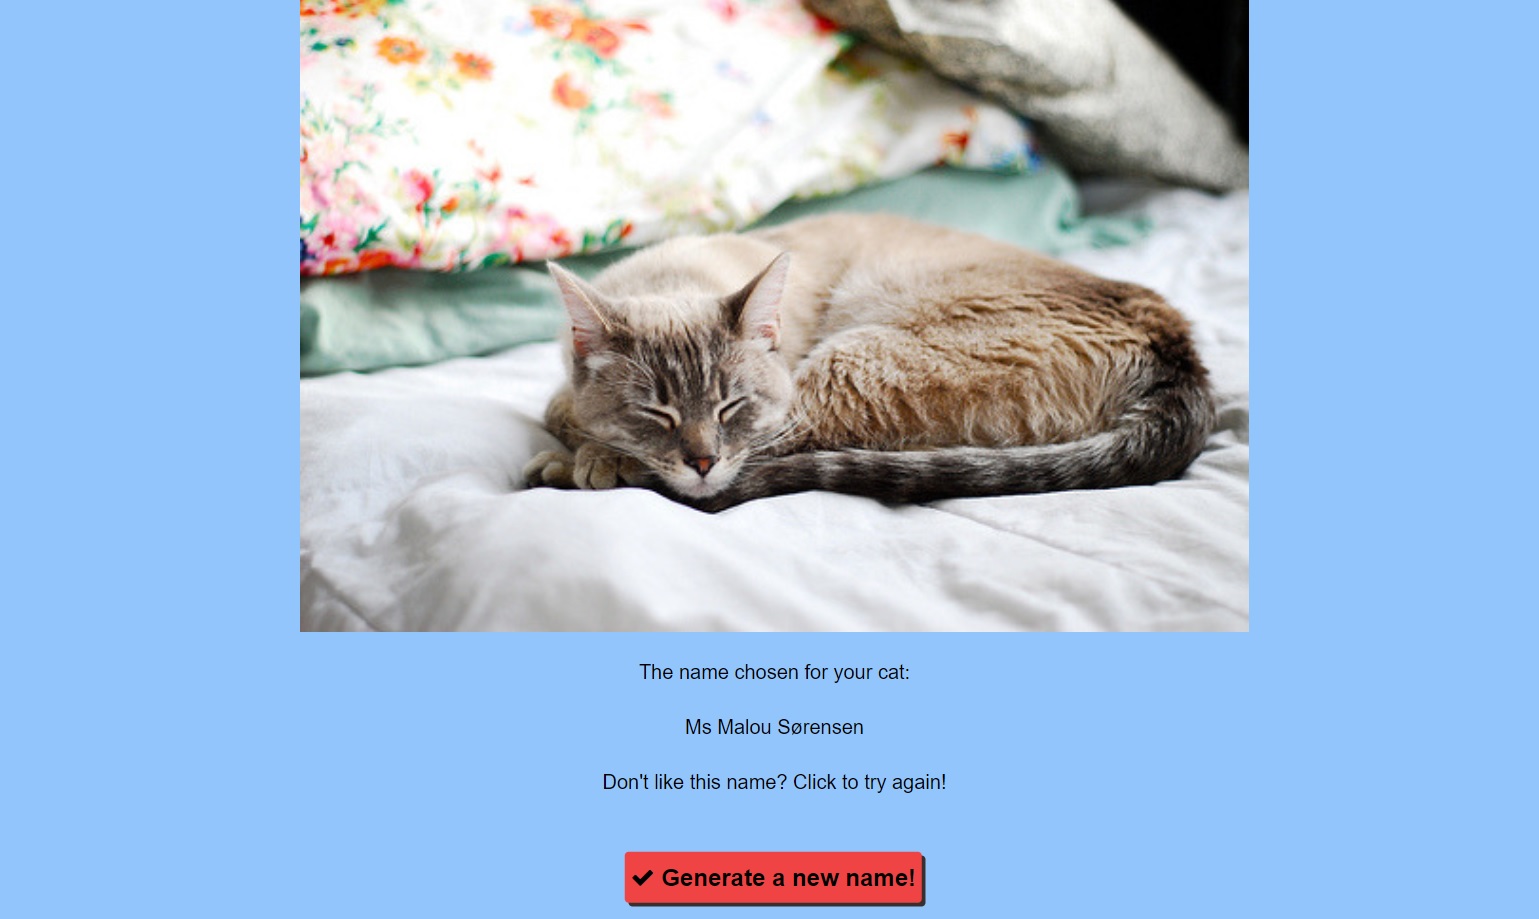 The name chosen for your cat:
Ms Malou Sørensen
Don't like this name? Click to try again!
Generate a new name!